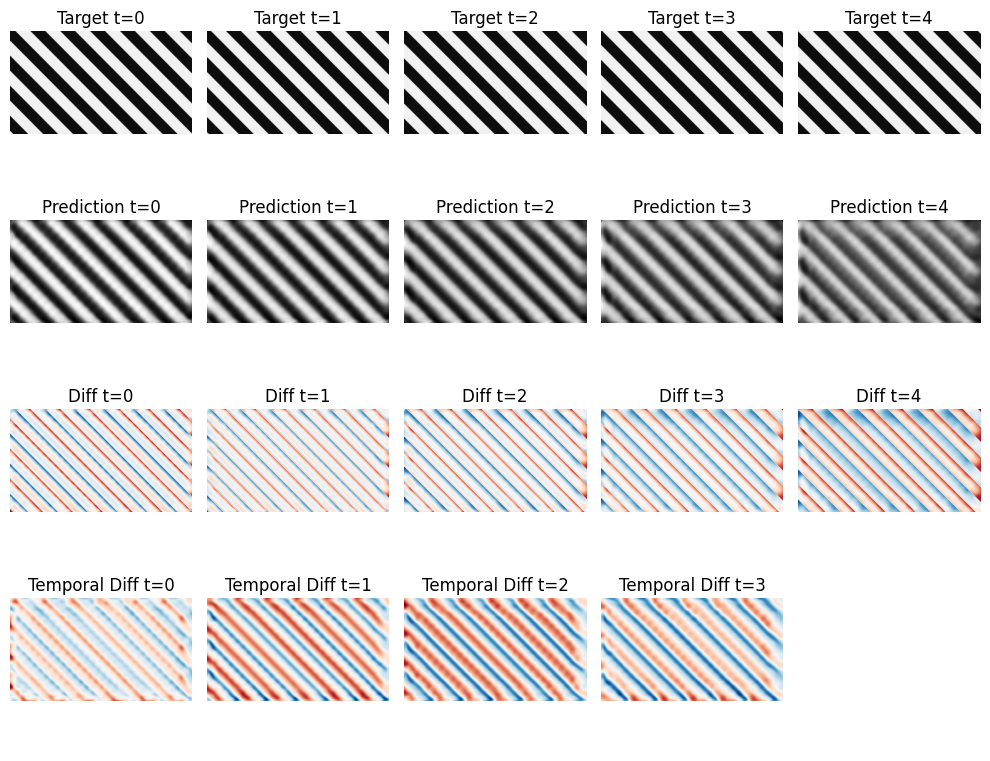 Target t=0
Target t=1
Target t=2
Target t=3
Target t=4
Prediction t=0
Prediction t=1
Prediction t=2
Prediction t=3
Prediction t=4
Diff t=0
Diff t=1
Diff t=2
Diff t=3
Diff t=4
Temporal Diff t=0
Temporal Diff t=1
Temporal Diff t=2
Temporal Diff t=3